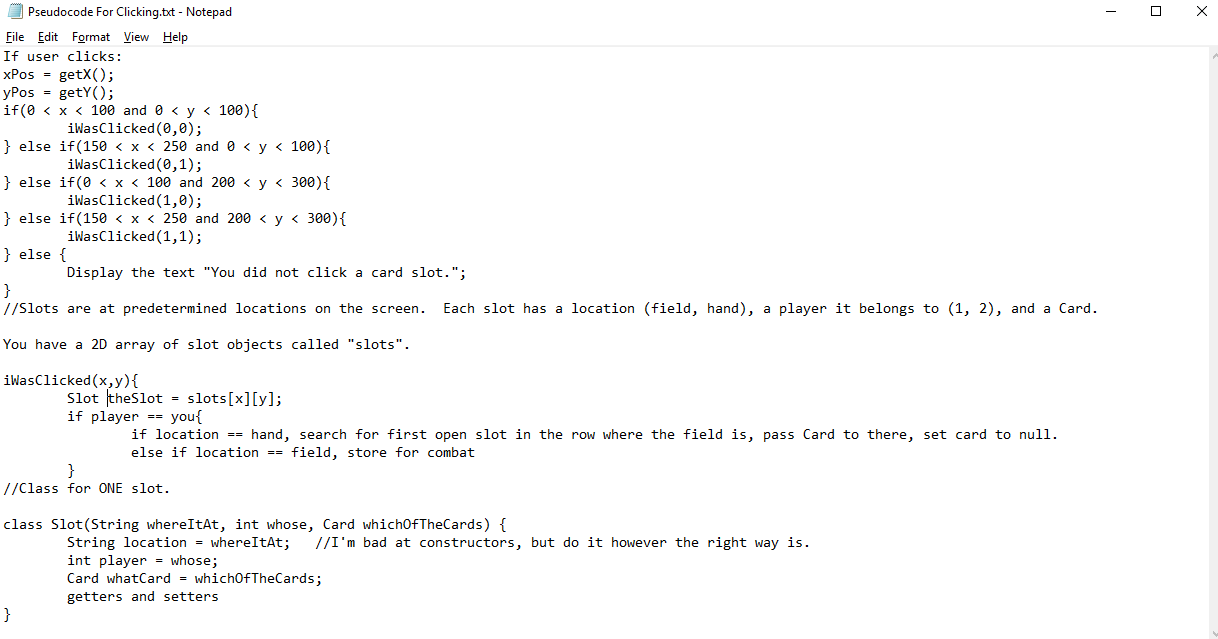 Pseudocode For Clicking.txt - Notepad
File Edit Format View Help
If user clicks:
xPos = getX();
yPos = getY();
if(0 < x < 100 and 0 < y < 100){
        iWasClicked(0,0);
} else if(150 < x < 250 and 0 < y < 100){
        iWasClicked(0,1);
} else if(0 < x < 100 and 200 < y < 300){
        iWasClicked(1,0);
} else if(150 < x < 250 and 200 < y < 300){
        iWasClicked(1,1);
} else {
        Display the text "You did not click a card slot.";
}
//Slots are at predetermined locations on the screen.  Each slot has a location (field, hand), a player it belongs to (1, 2), and a Card.

You have a 2D array of slot objects called "slots".

iWasClicked(x,y){
        Slot theSlot = slots[x][y];
        if player == you{
                if location == hand, search for first open slot in the row where the field is, pass Card to there, set card to null.
                else if location == field, store for combat
        }
//Class for ONE slot.

class Slot(String whereItAt, int whose, Card whichOfTheCards) {
        String location = whereItAt;   //I'm bad at constructors, but do it however the right way is.
        int player = whose;
        Card whatCard = whichOfTheCards;
        getters and setters
}